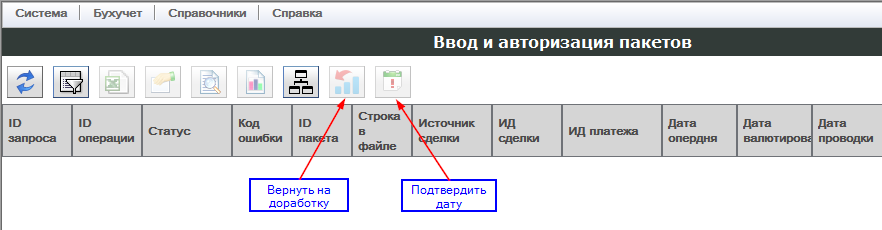 Система Бухучет Справочники Справка
Ввод и авторизация пакетов
ID запроса ID операции Статус Код ошибки ID пакета Строка в файле Источник сделки ИД сделки ИД платежа Дата опердня Дата валютирова Дата проводки
Вернуть на
доработку
Подтвердить
дату